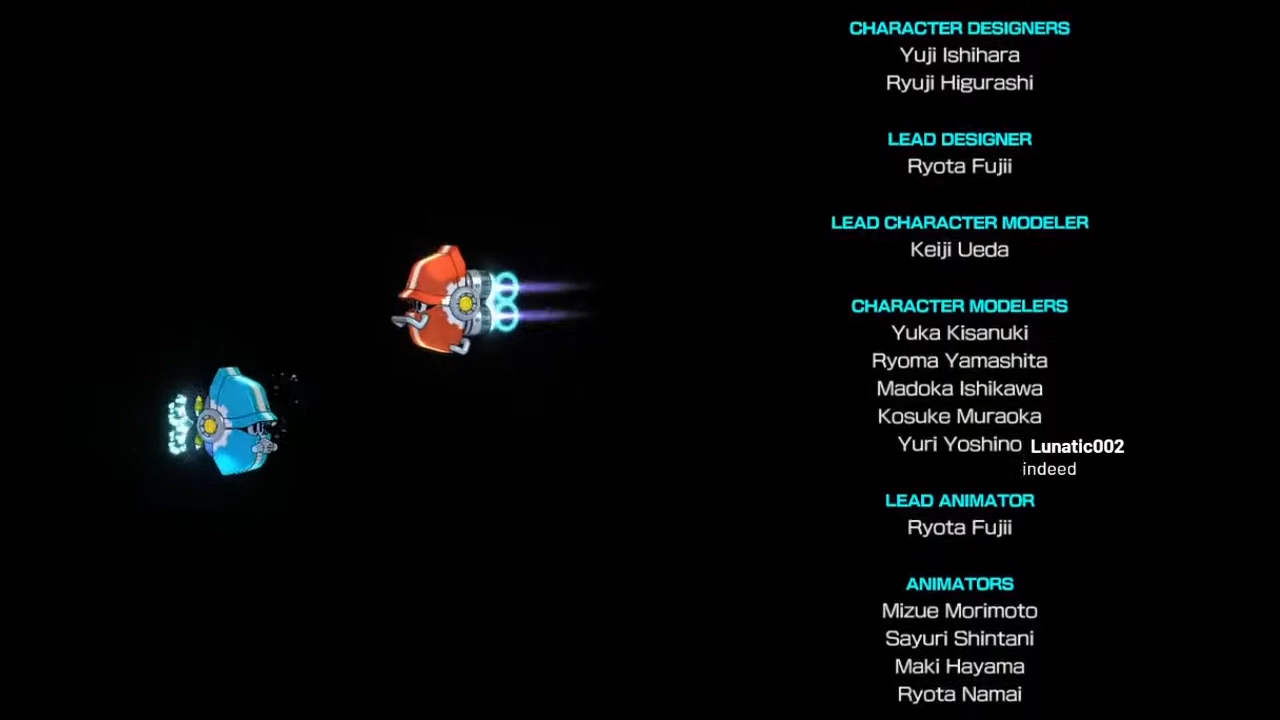 CHARACTER DESIGNERS
Yuji Ishihara
Ryuji Higurashi
LEAD DESIGNER
Ryota Fujii
LEAD CHARACTER MODELER
Keiji Ueda
CHARACTER MODELERS
Yuka Kisanuki
Ryoma Yamashita
Madoka Ishikawa
Kosuke Muraoka
Yuri Yoshino
Lunatic002
indeed
LEAD ANIMATOR
Ryota Fujii
ANIMATORS
Mizue Morimoto
Sayuri Shintani
Maki Hayama
Ryota Namai